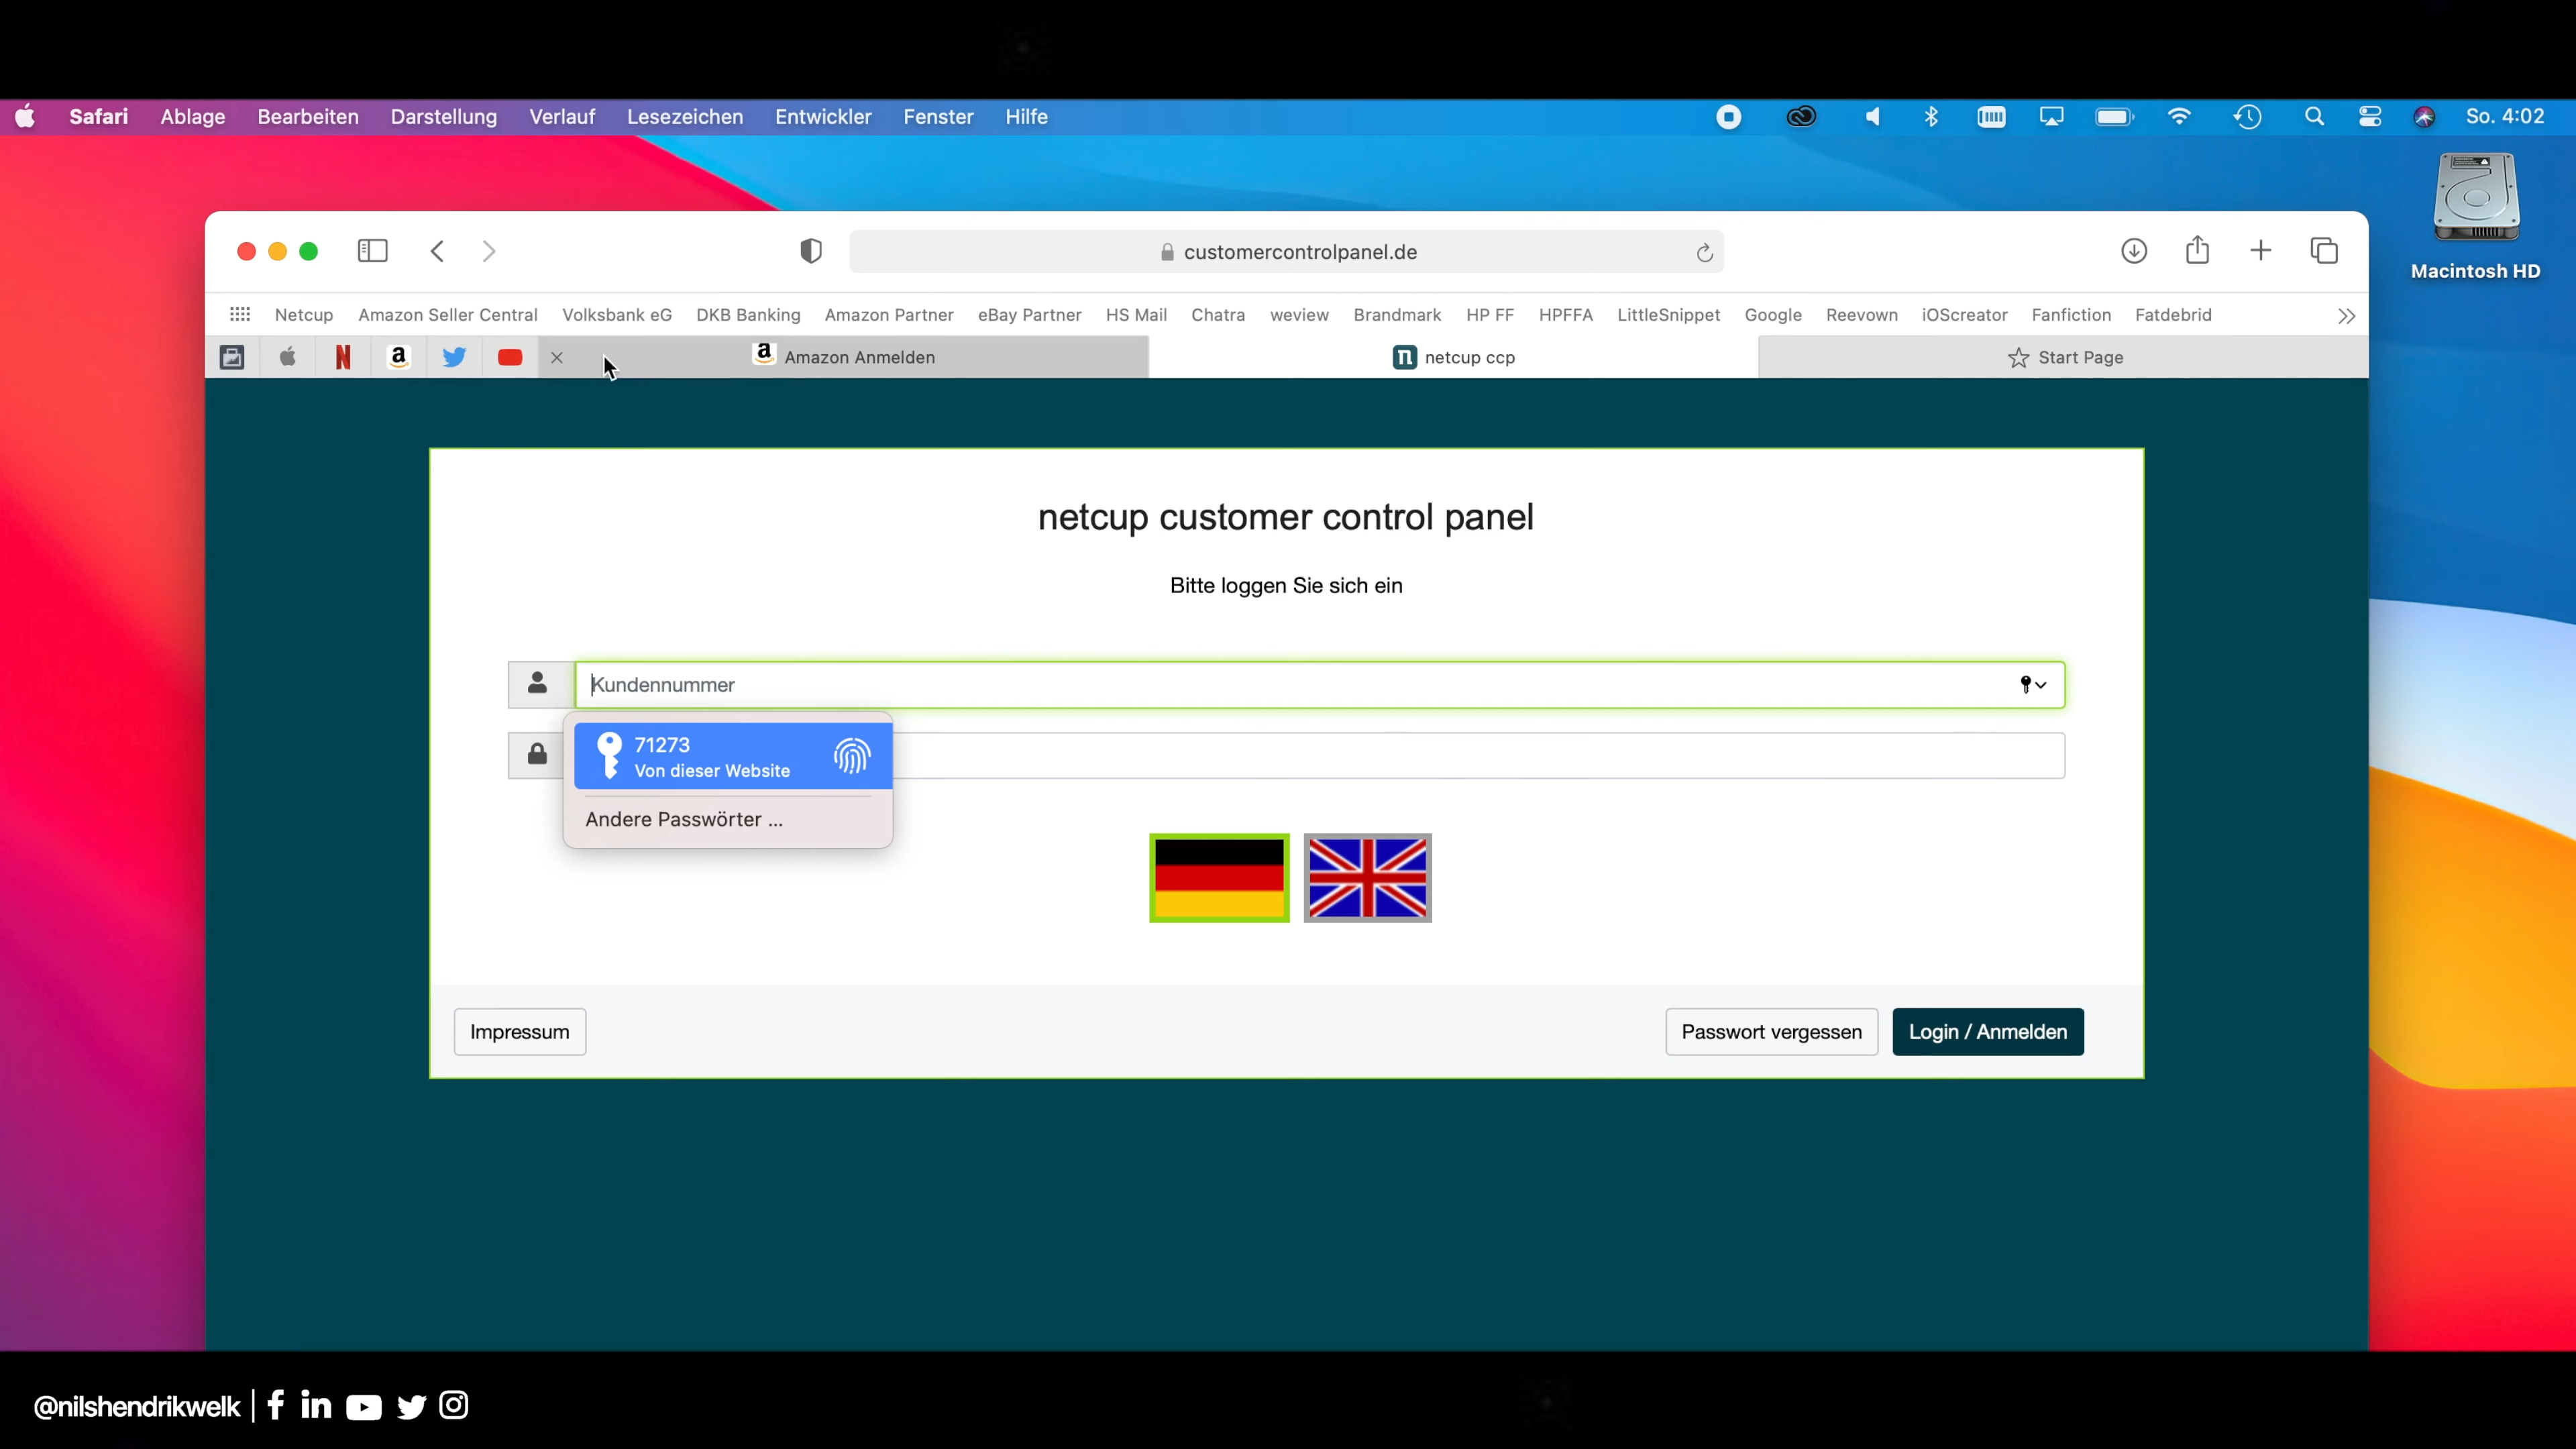 Safari Ablage Bearbeiten Darstellung Verlauf Lesezeichen Entwickler Fenster Hilfe So. 4:02
Macintosh HD
customercontrolpanel.de
Netcup Amazon Seller Central Volksbank eG DKB Banking Amazon Partner eBay Partner HS Mail Chatra weview Brandmark HP FF HPFFA LittleSnippet Google Reevown iOScreator Fanfiction Fatdebrid
Amazon Anmelden netcup ccp Start Page
netcup customer control panel
Bitte loggen Sie sich ein
Kundennummer
71273
Von dieser Website
Andere Passwörter ...
Impressum Passwort vergessen Login / Anmelden
@nilshendrikwelk